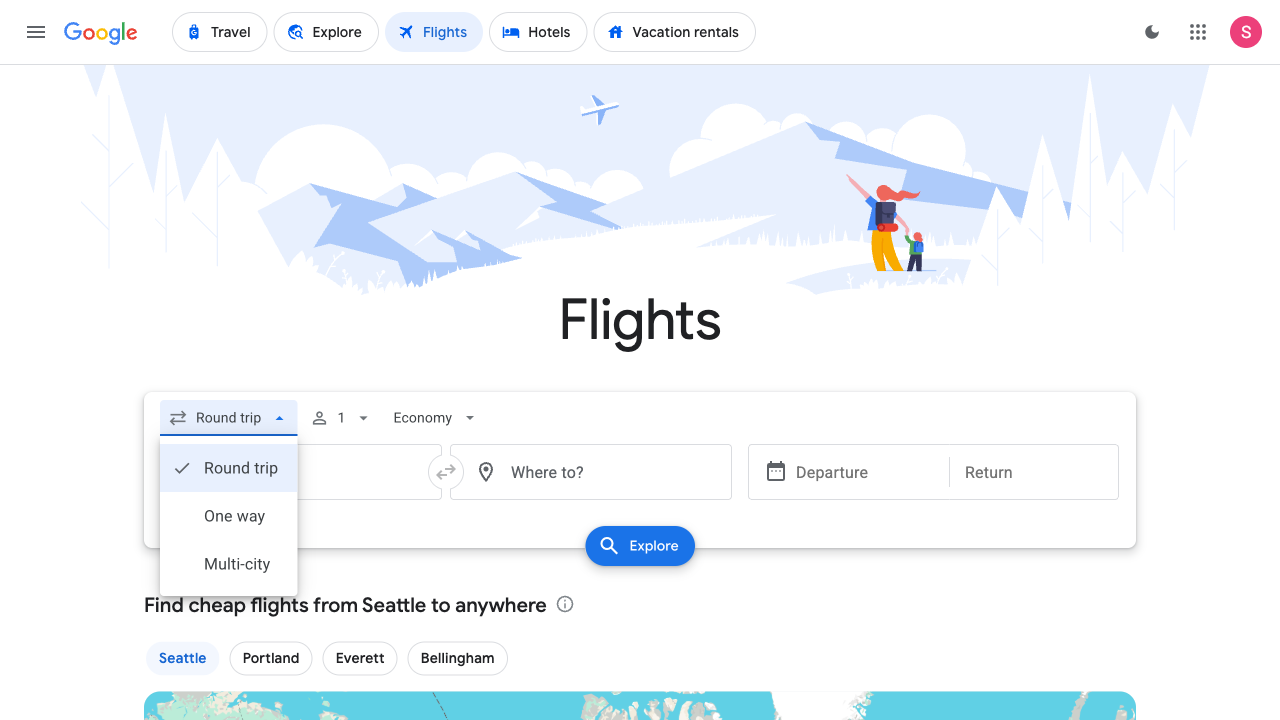 Google
Travel
Explore
Flights
Hotels
Vacation rentals
S
Flights
Round trip
1
Economy
Round trip
One way
Multi-city
Where to?
Departure
Return
Explore
Find cheap flights from Seattle to anywhere
Seattle
Portland
Everett
Bellingham